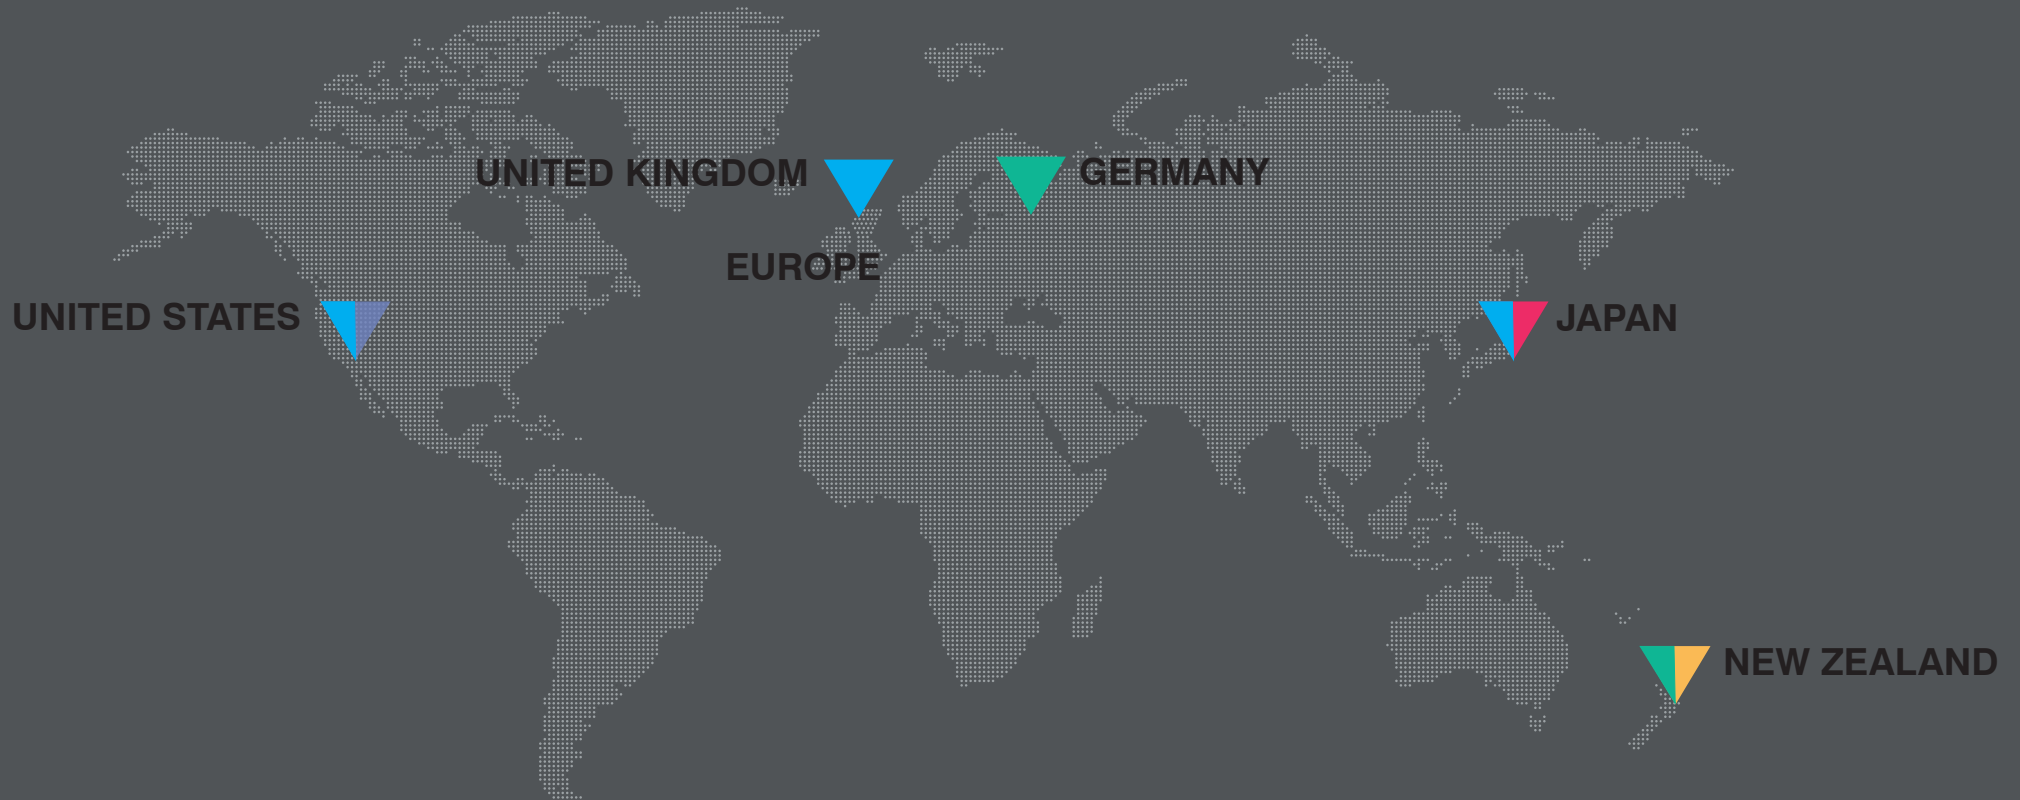 UNITED KINGDOM
GERMANY
EUROPE
UNITED STATES
JAPAN
NEW ZEALAND